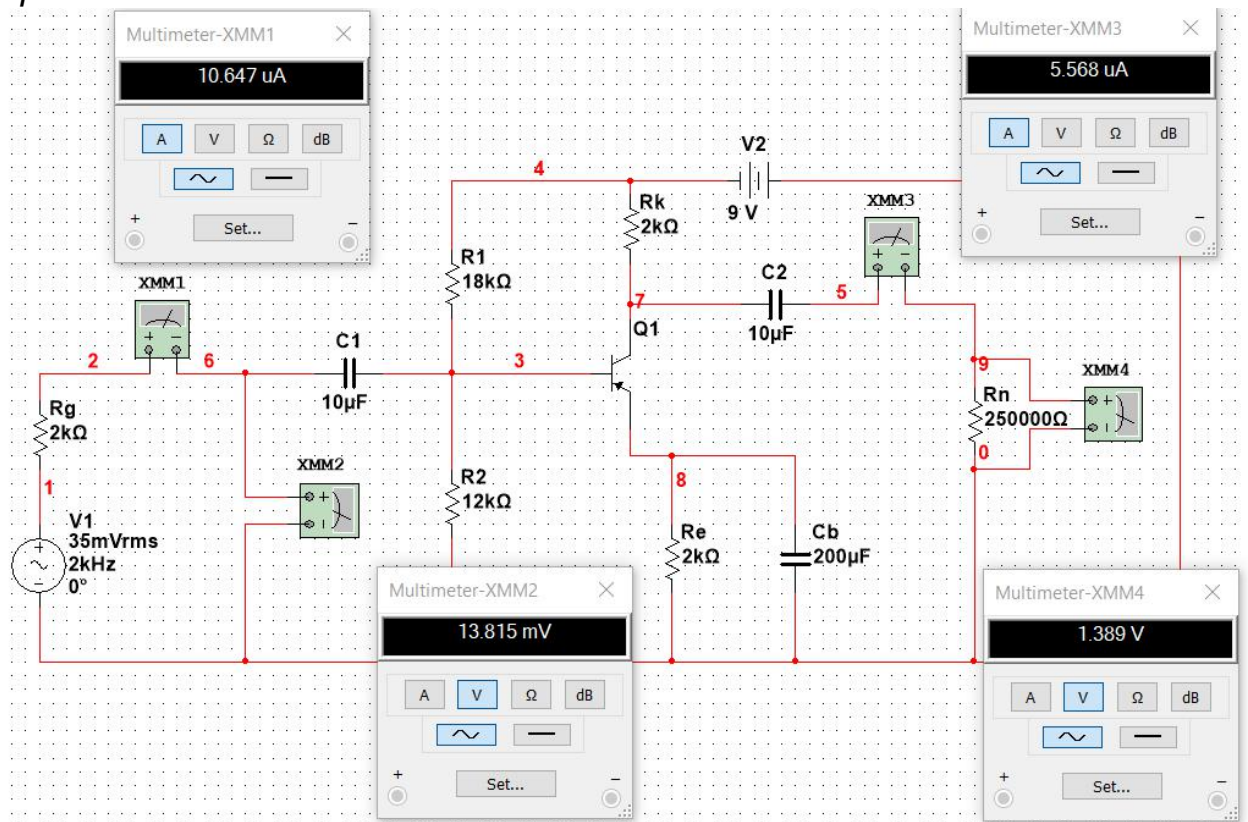 Multimeter-XMM1
10.647 uA
A V Ω dB
+ Set... −
Multimeter-XMM3
5.568 uA
A V Ω dB
+ Set... −
4
V2
9 V
Rk
2kΩ
XMM3
+ −
R1
18kΩ
C2
10µF
5
7
Q1
XMM1
+ −
2
6
C1
10µF
3
9
XMM4
+
Rn
250000Ω
0
Rg
2kΩ
1
XMM2
+
R2
12kΩ
8
V1
35mVrms
2kHz
0°
+
Re
2kΩ
Cb
200µF
Multimeter-XMM2
13.815 mV
A V Ω dB
+ Set... −
Multimeter-XMM4
1.389 V
A V Ω dB
+ Set... −